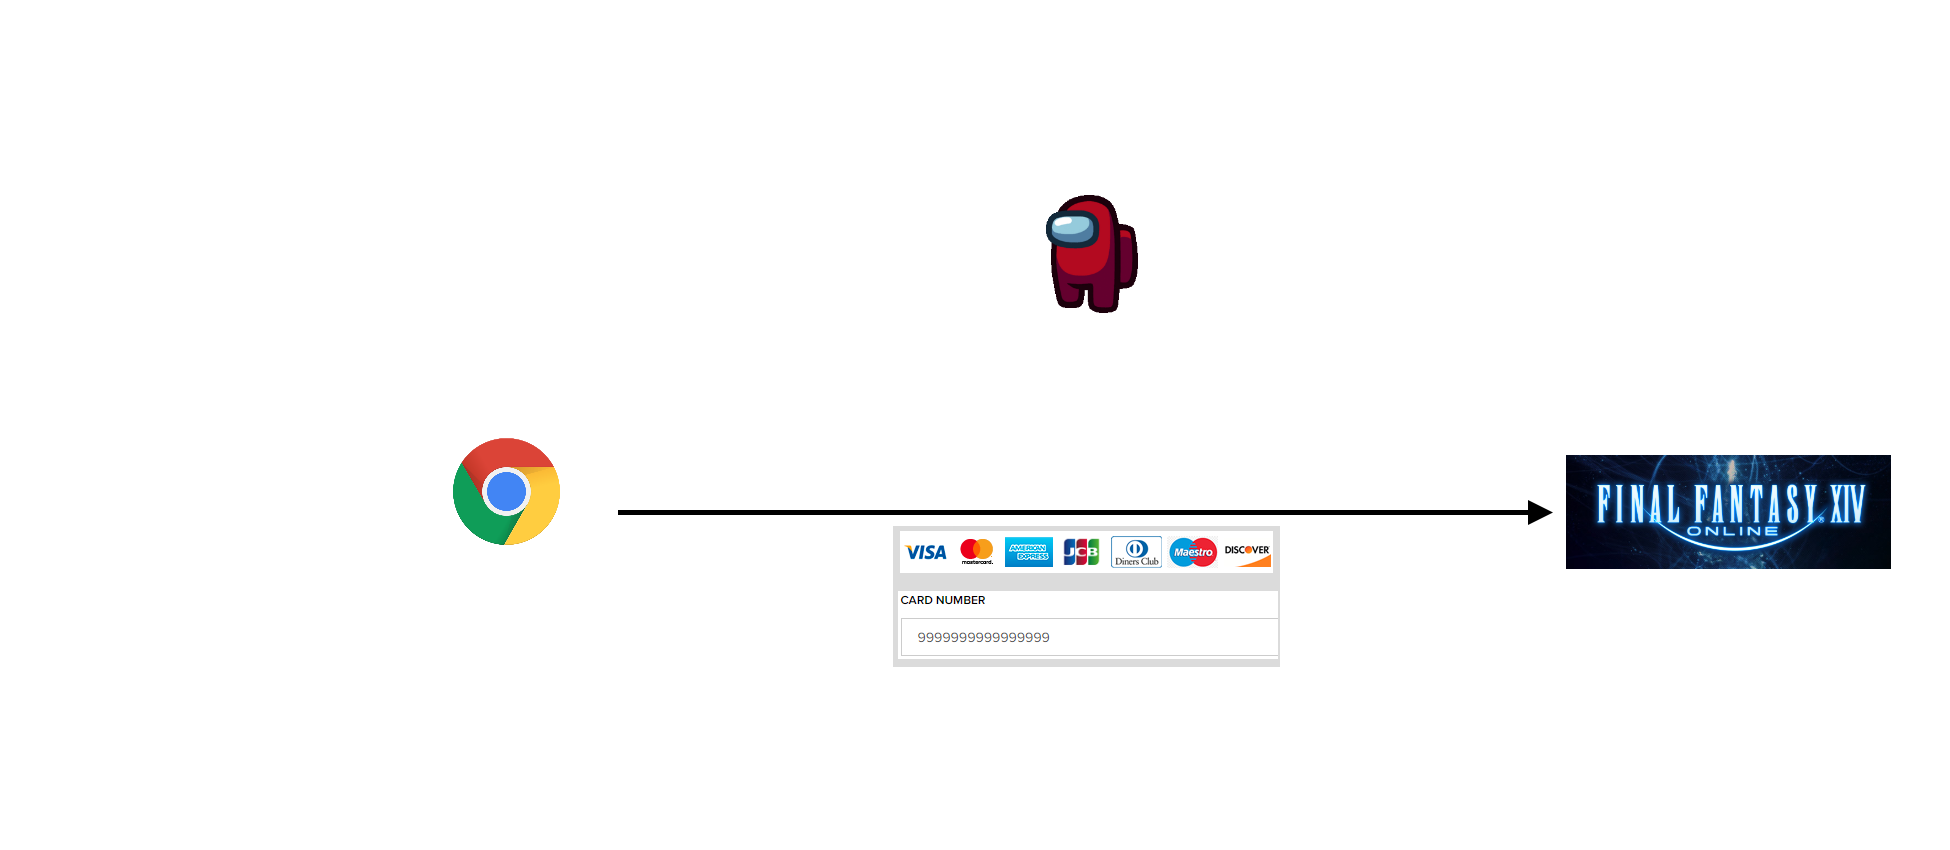 FINAL FANTASY XIV
ONLINE
VISA mastercard. AMERICAN EXPRESS JCB Diners Club Maestro DISCOVER
CARD NUMBER
9999999999999999